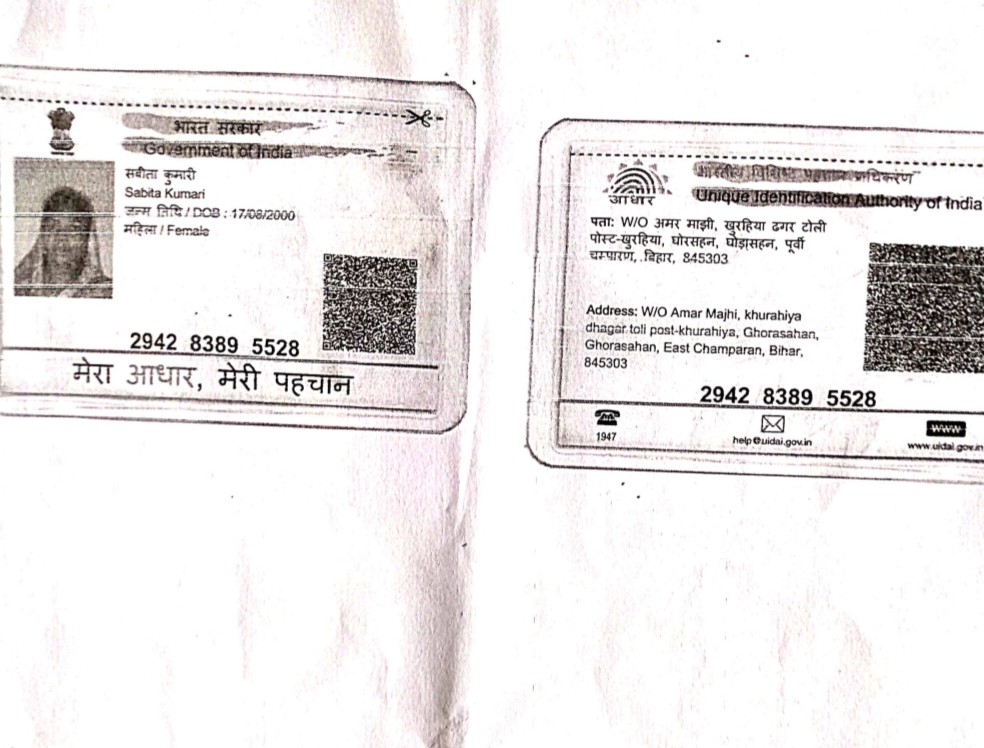 भारत सरकार
Government of India
सबीता कुमारी
Sabita Kumari
जन्म तिथि / DOB : 17/08/2000
महिला / Female
2942 8389 5528
मेरा आधार, मेरी पहचान
भारतीय विशिष्ट पहचान प्राधिकरण
Unique Identification Authority of India
आधार
पता: W/O अमर माझी, खुरहिया ढगर टोली
पोस्ट-खुरहिया, घोरसहन, घोड़ासहन, पूर्वी
चम्पारण, बिहार, 845303
Address: W/O Amar Majhi, khurahiya
dhagar toli post-khurahiya, Ghorasahan,
Ghorasahan, East Champaran, Bihar,
845303
2942 8389 5528
1947
help@uidai.gov.in
www
www.uidai.gov.in